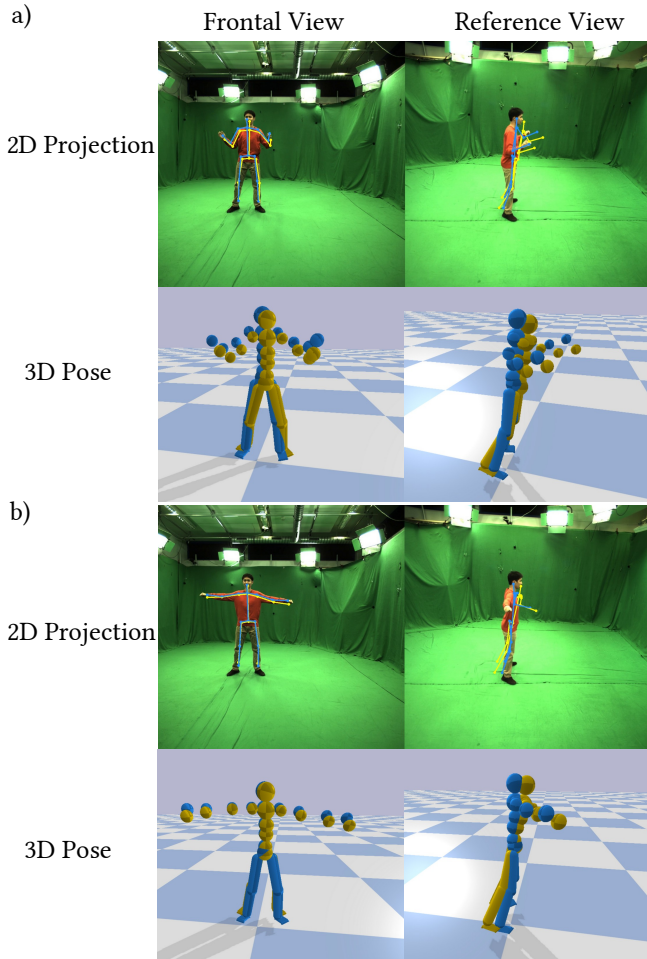 a)
Frontal View Reference View
2D Projection
3D Pose
b)
2D Projection
3D Pose